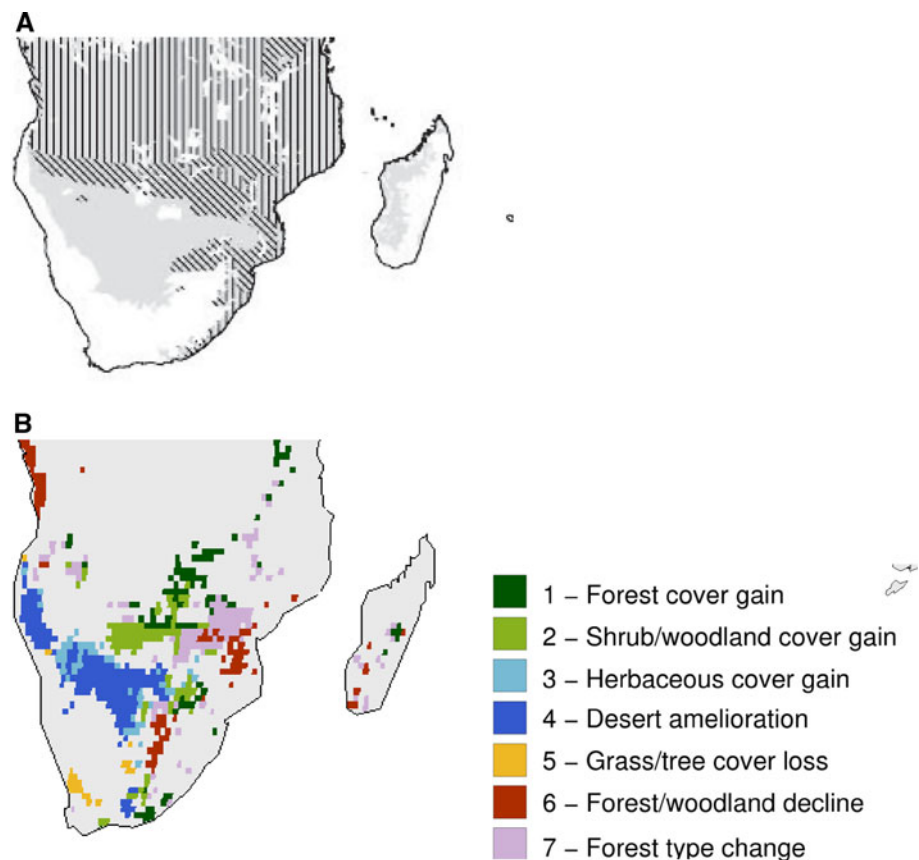 A
B
1 – Forest cover gain
2 – Shrub/woodland cover gain
3 – Herbaceous cover gain
4 – Desert amelioration
5 – Grass/tree cover loss
6 – Forest/woodland decline
7 – Forest type change